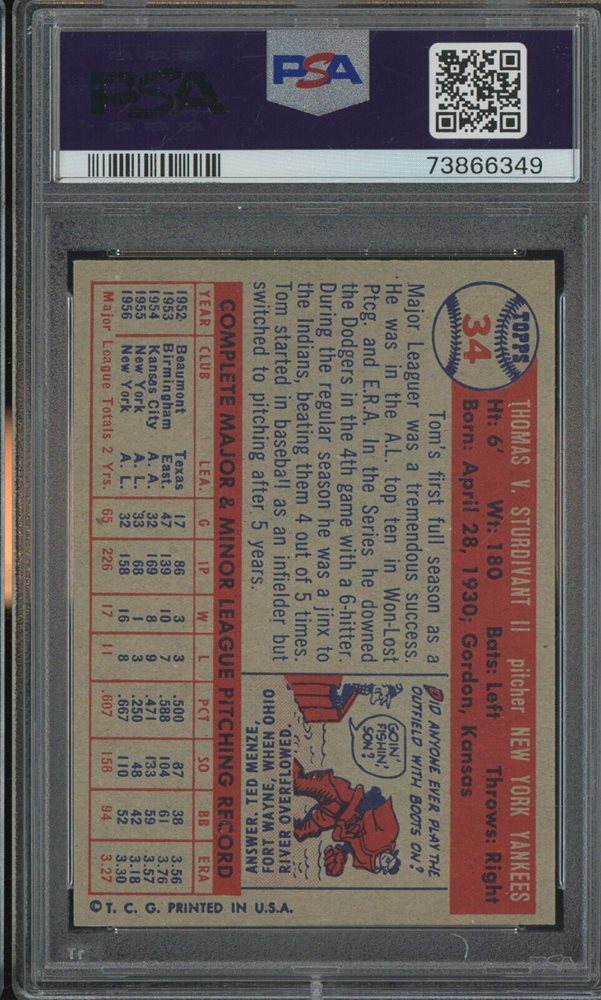 PSA
PSA
73866349
TOPPS
34
THOMAS V. STURDIVANT II pitcher NEW YORK YANKEES
Ht: 6' Wt: 180 Bats: Left Throws: Right
Born: April 28, 1930; Gordon, Kansas
Tom's first full season as a
Major Leaguer was a tremendous success.
He was in the A.L. top ten in Won-Lost
Ptcg. and E.R.A. In the Series he downed
the Dodgers in the 4th game with a 6-hitter.
During the regular season he was a jinx to
the Indians, beating them 4 out of 5 times.
Tom started in baseball as an infielder but
switched to pitching after 5 years.
DID ANYONE EVER PLAY THE
OUTFIELD WITH BOOTS ON?
GOIN'
FISHIN',
SON?
ANSWER. TED MENZE,
FORT WAYNE, WHEN OHIO
RIVER OVERFLOWED.
COMPLETE MAJOR & MINOR LEAGUE PITCHING RECORD
YEAR CLUB LEA. G IP W L PCT SO BB ERA
1952 Beaumont Texas 17 86 3 3 .500 87 38 3.56
1953 Birmingham East. 47 139 10 7 .588 104 61 3.76
1954 Kansas City A. A. 32 169 8 9 .471 133 59 3.57
1955 New York A. L. 33 68 1 3 .250 48 42 3.18
1956 New York A. L. 32 158 16 8 .667 110 52 3.30
Major League Totals 2 Yrs. 65 226 17 11 .607 158 94 3.27
© T. C. G. PRINTED IN U.S.A.
PSA